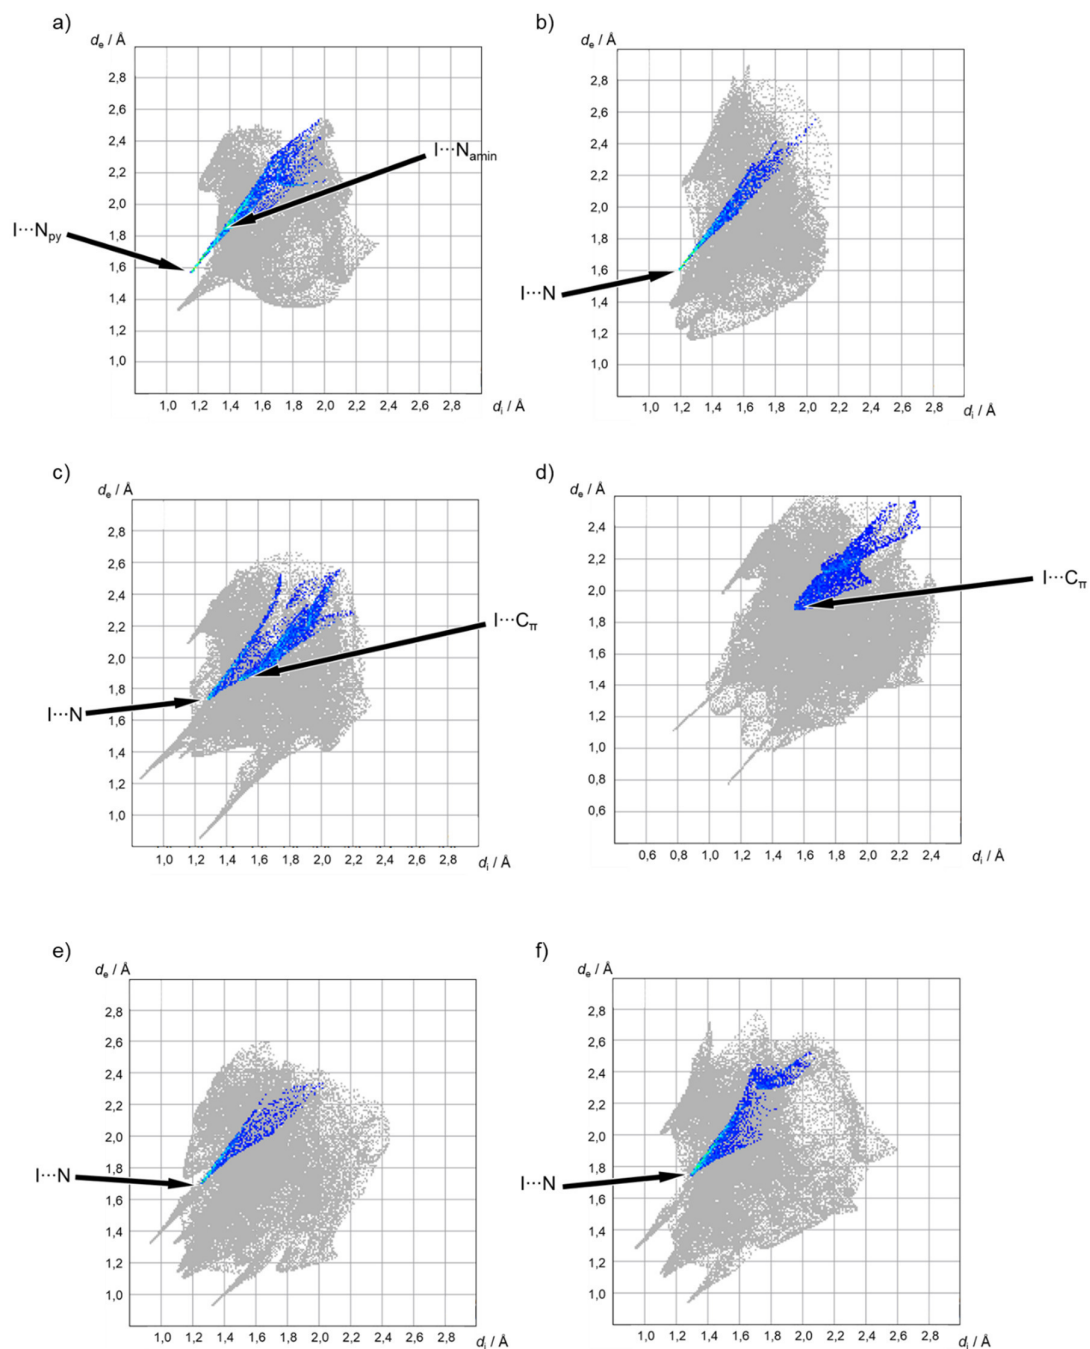 a)
dₑ / Å
2,8
2,6
2,4
2,2
2,0
1,8
1,6
1,4
1,2
1,0
1,0 1,2 1,4 1,6 1,8 2,0 2,2 2,4 2,6 2,8
dᵢ / Å
I···Namin
I···Npy
b)
dₑ / Å
2,8
2,6
2,4
2,2
2,0
1,8
1,6
1,4
1,2
1,0
1,0 1,2 1,4 1,6 1,8 2,0 2,2 2,4 2,6 2,8
dᵢ / Å
I···N
c)
dₑ / Å
2,8
2,6
2,4
2,2
2,0
1,8
1,6
1,4
1,2
1,0
1,0 1,2 1,4 1,6 1,8 2,0 2,2 2,4 2,6 2,8
dᵢ / Å
I···Cπ
I···N
d)
dₑ / Å
2,4
2,2
2,0
1,8
1,6
1,4
1,2
1,0
0,8
0,6
0,6 0,8 1,0 1,2 1,4 1,6 1,8 2,0 2,2 2,4
dᵢ / Å
I···Cπ
e)
dₑ / Å
2,8
2,6
2,4
2,2
2,0
1,8
1,6
1,4
1,2
1,0
1,0 1,2 1,4 1,6 1,8 2,0 2,2 2,4 2,6 2,8
dᵢ / Å
I···N
f)
dₑ / Å
2,8
2,6
2,4
2,2
2,0
1,8
1,6
1,4
1,2
1,0
1,0 1,2 1,4 1,6 1,8 2,0 2,2 2,4 2,6 2,8
dᵢ / Å
I···N